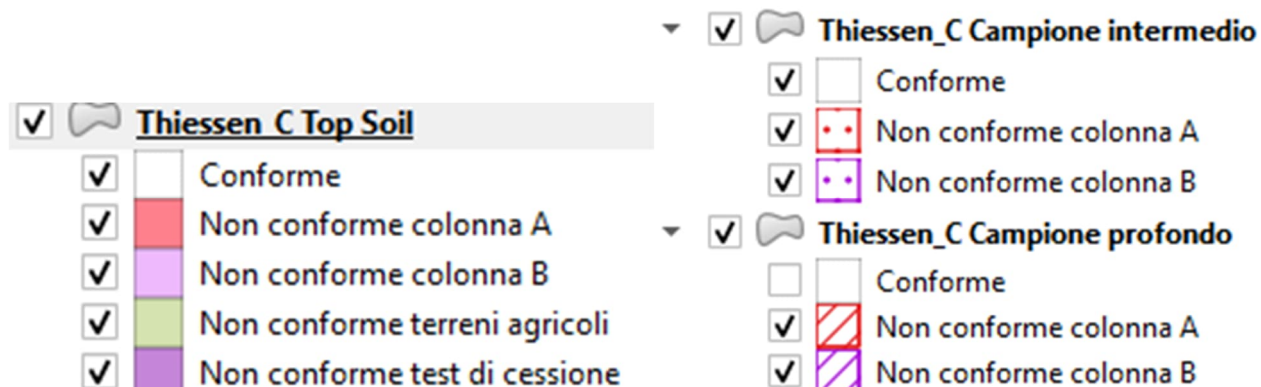 Thiessen_C Top Soil
Conforme
Non conforme colonna A
Non conforme colonna B
Non conforme terreni agricoli
Non conforme test di cessione
Thiessen_C Campione intermedio
Conforme
Non conforme colonna A
Non conforme colonna B
Thiessen_C Campione profondo
Conforme
Non conforme colonna A
Non conforme colonna B